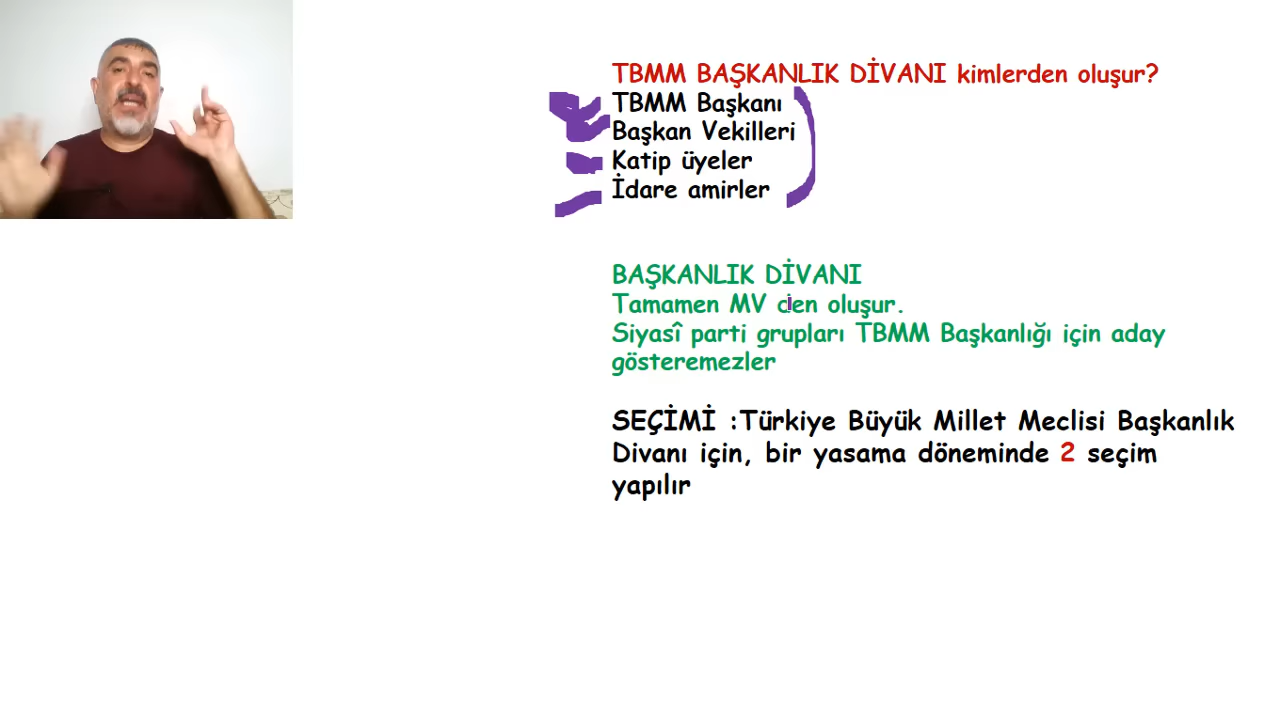 TBMM BAŞKANLIK DİVANI kimlerden oluşur?
TBMM Başkanı
Başkan Vekilleri
Katip üyeler
İdare amirler
BAŞKANLIK DİVANI
Tamamen MV den oluşur.
Siyasî parti grupları TBMM Başkanlığı için aday
gösteremezler
SEÇİMİ :Türkiye Büyük Millet Meclisi Başkanlık
Divanı için, bir yasama döneminde 2 seçim
yapılır